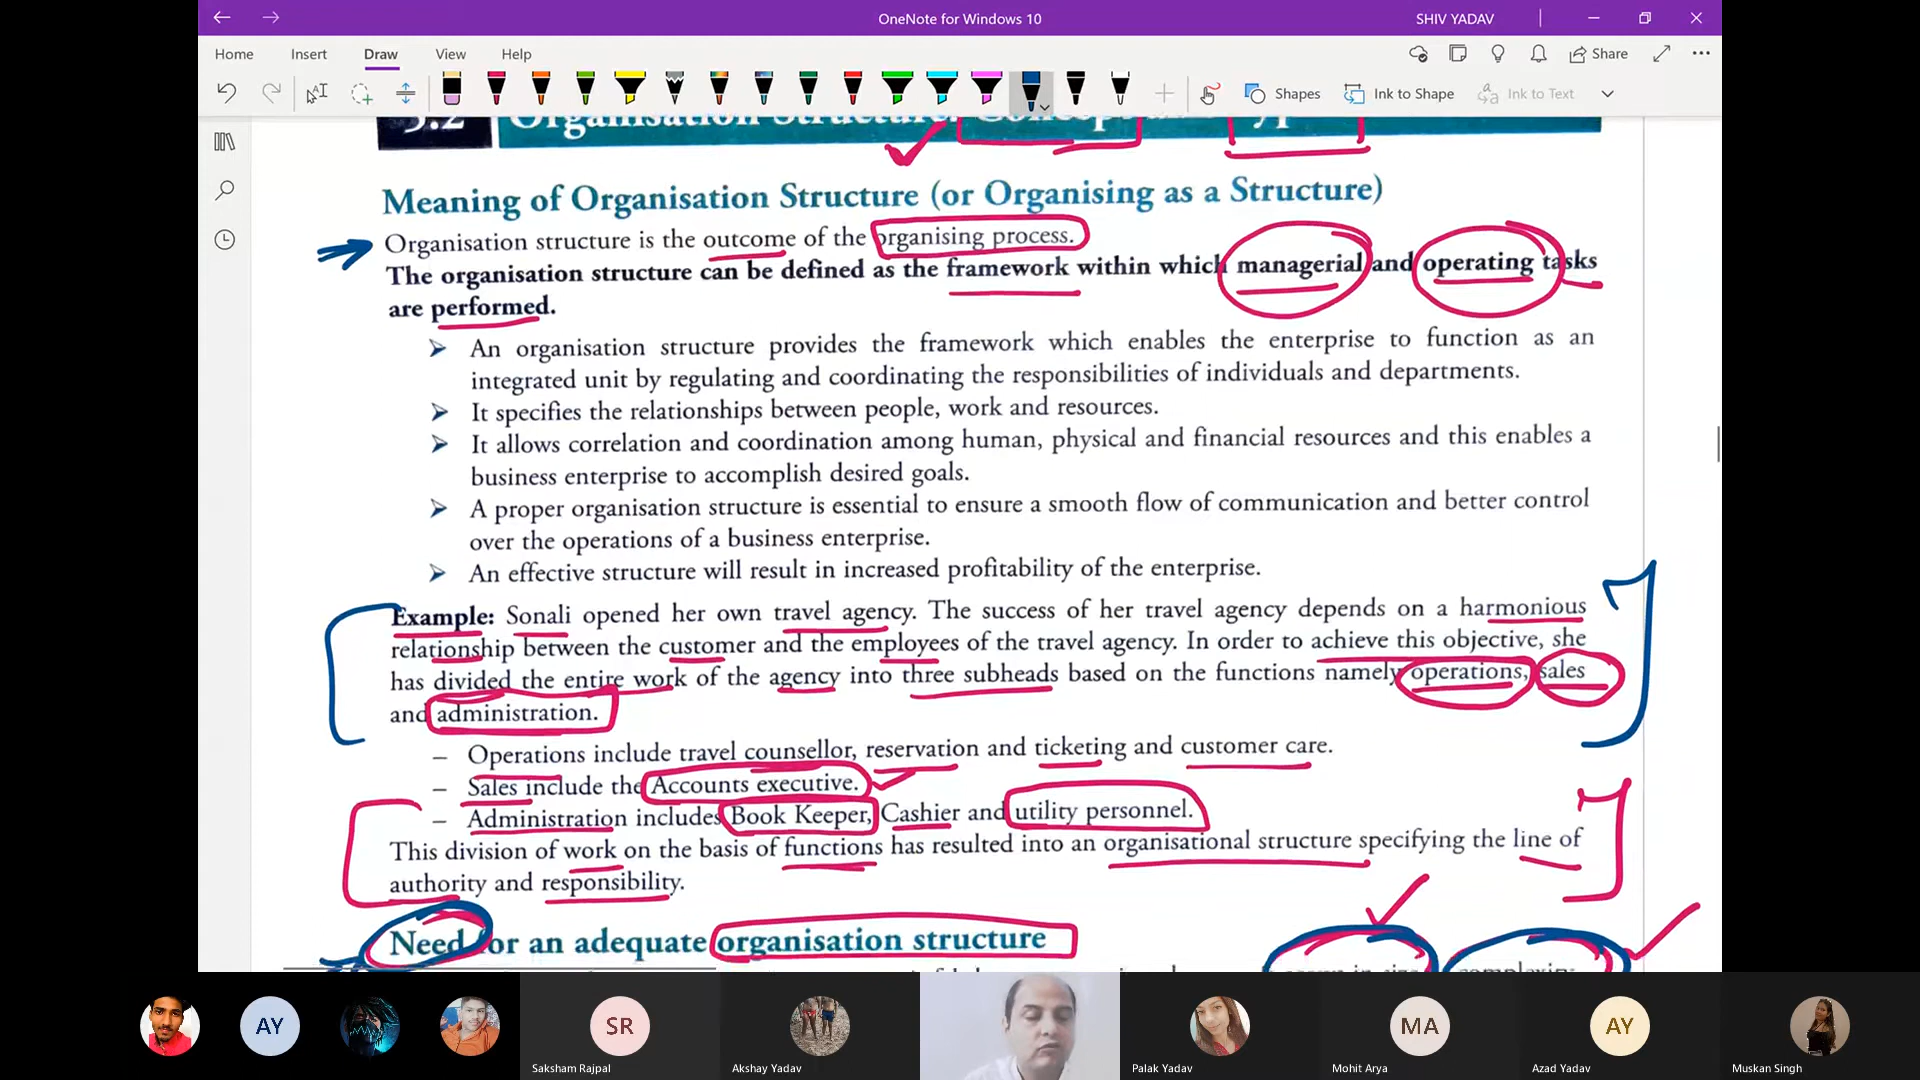 OneNote for Windows 10
SHIV YADAV
Home Insert Draw View Help
Share
Shapes Ink to Shape Ink to Text
Meaning of Organisation Structure (or Organising as a Structure)
Organisation structure is the outcome of the organising process.
The organisation structure can be defined as the framework within which managerial and operating tasks
are performed.
An organisation structure provides the framework which enables the enterprise to function as an
integrated unit by regulating and coordinating the responsibilities of individuals and departments.
It specifies the relationships between people, work and resources.
It allows correlation and coordination among human, physical and financial resources and this enables a
business enterprise to accomplish desired goals.
A proper organisation structure is essential to ensure a smooth flow of communication and better control
over the operations of a business enterprise.
An effective structure will result in increased profitability of the enterprise.
Example: Sonali opened her own travel agency. The success of her travel agency depends on a harmonious
relationship between the customer and the employees of the travel agency. In order to achieve this objective, she
has divided the entire work of the agency into three subheads based on the functions namely operations, sales
and administration.
– Operations include travel counsellor, reservation and ticketing and customer care.
– Sales include the Accounts executive.
– Administration includes Book Keeper, Cashier and utility personnel.
This division of work on the basis of functions has resulted into an organisational structure specifying the line of
authority and responsibility.
Need for an adequate organisation structure
AY SR MA AY
Saksham Rajpal Akshay Yadav Palak Yadav Mohit Arya Azad Yadav Muskan Singh